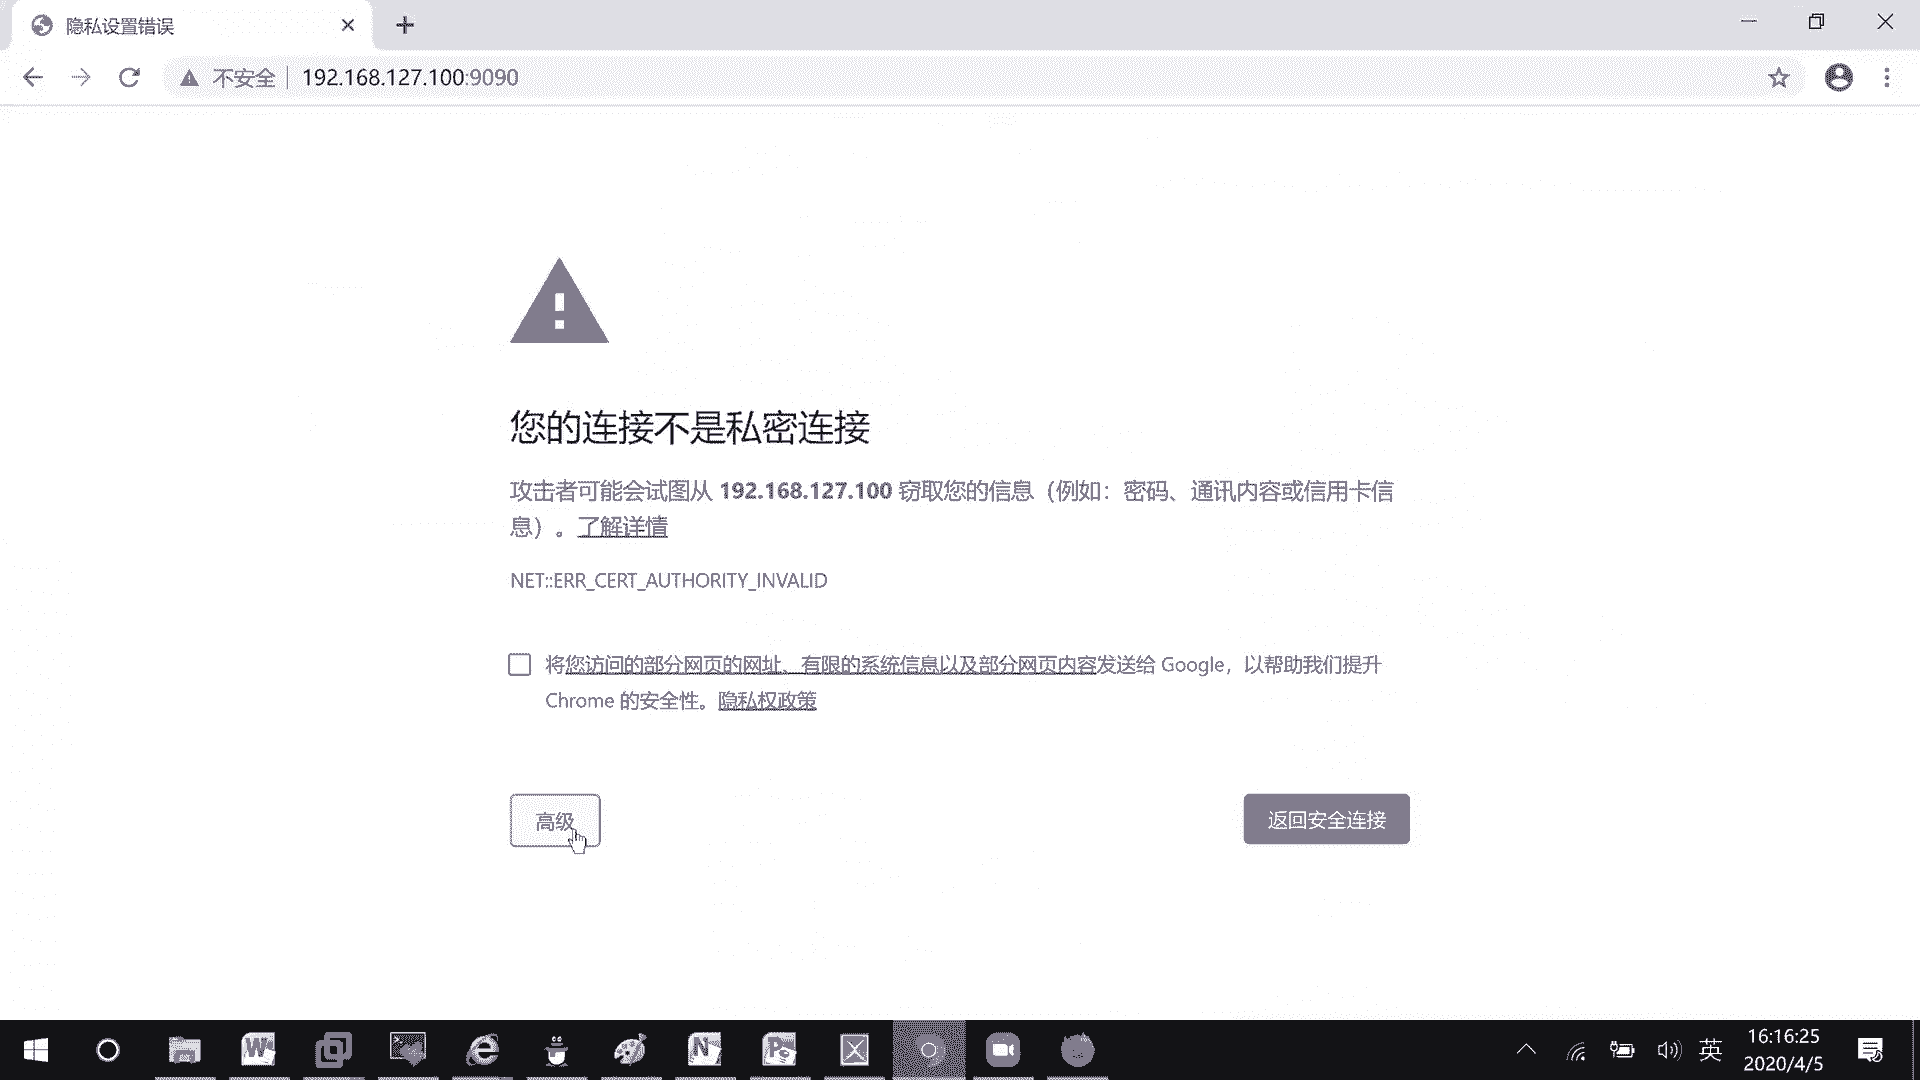 隐私设置错误
不安全 192.168.127.100:9090
您的连接不是私密连接
攻击者可能会试图从 192.168.127.100 窃取您的信息（例如：密码、通讯内容或信用卡信
息）。了解详情
NET::ERR_CERT_AUTHORITY_INVALID
将您访问的部分网页的网址、有限的系统信息以及部分网页内容发送给 Google，以帮助我们提升
Chrome 的安全性。隐私权政策
高级
返回安全连接
英
16:16:25
2020/4/5